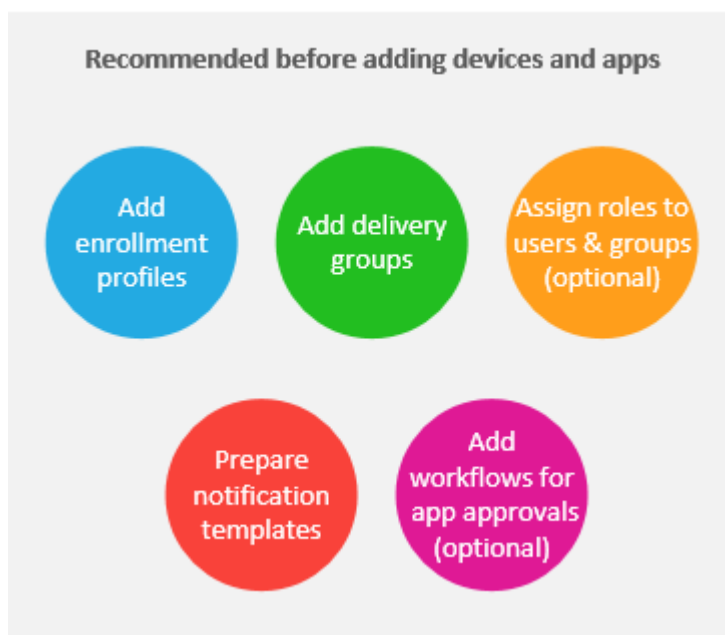 Recommended before adding devices and apps
Add
enrollment
profiles
Add delivery
groups
Assign roles to
users & groups
(optional)
Prepare
notification
templates
Add
workflows for
app approvals
(optional)